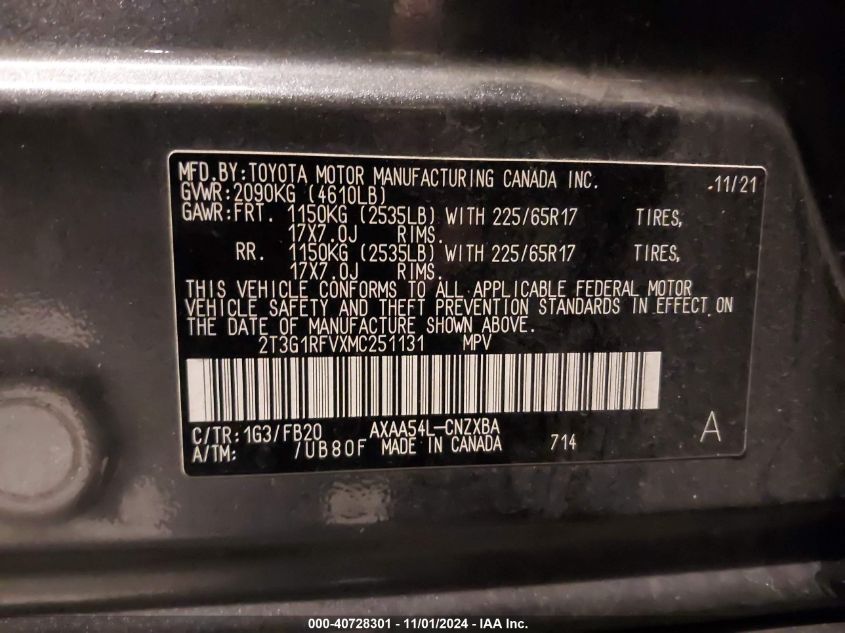 MFD.BY:TOYOTA MOTOR MANUFACTURING CANADA INC. 11/21
GVWR:2090KG (4610LB)
GAWR:FRT. 1150KG (2535LB) WITH 225/65R17 TIRES,
17X7.0J RIMS.
RR. 1150KG (2535LB) WITH 225/65R17 TIRES,
17X7.0J RIMS.
THIS VEHICLE CONFORMS TO ALL APPLICABLE FEDERAL MOTOR
VEHICLE SAFETY AND THEFT PREVENTION STANDARDS IN EFFECT ON
THE DATE OF MANUFACTURE SHOWN ABOVE.
2T3G1RFVXMC251131 MPV
C/TR:1G3/FB20 AXAA54L-CNZXBA
A/TM: /UB80F MADE IN CANADA 714 A
000-40728301 - 11/01/2024 - IAA Inc.